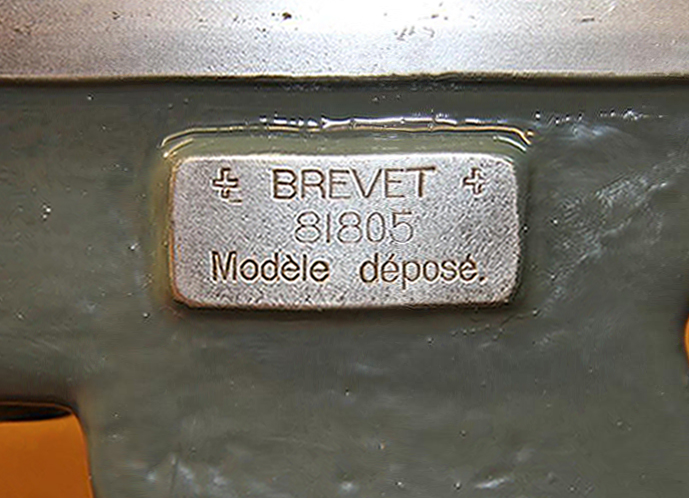 ✚ BREVET ✚
81805
Modèle déposé.